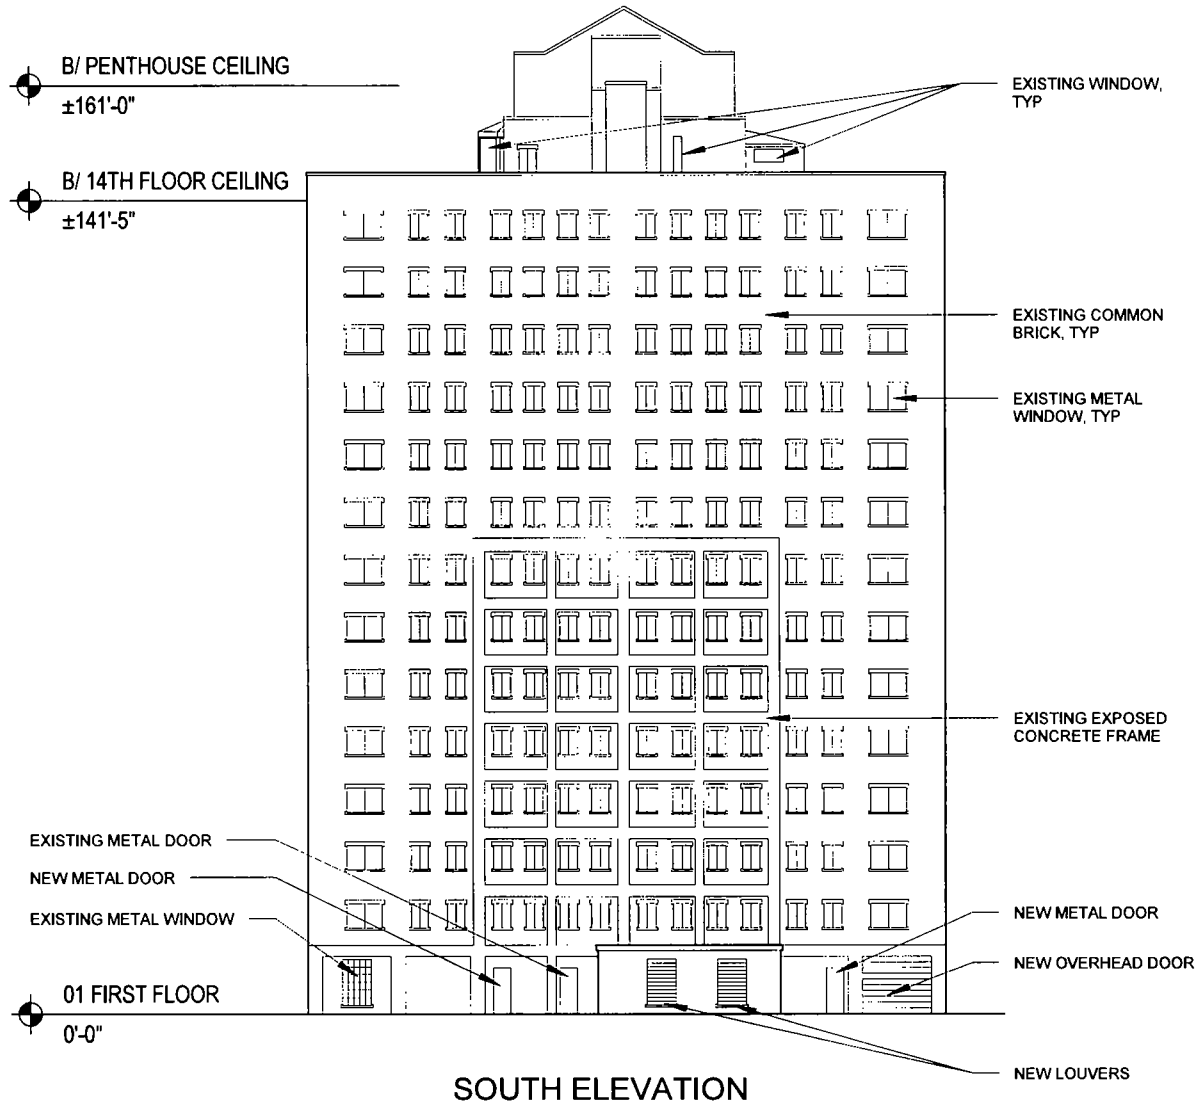 B/ PENTHOUSE CEILING
±161'-0"
EXISTING WINDOW,
TYP
B/ 14TH FLOOR CEILING
±141'-5"
EXISTING COMMON
BRICK, TYP
EXISTING METAL
WINDOW, TYP
EXISTING EXPOSED
CONCRETE FRAME
EXISTING METAL DOOR
NEW METAL DOOR
EXISTING METAL WINDOW
NEW METAL DOOR
NEW OVERHEAD DOOR
01 FIRST FLOOR
0'-0"
NEW LOUVERS
SOUTH ELEVATION